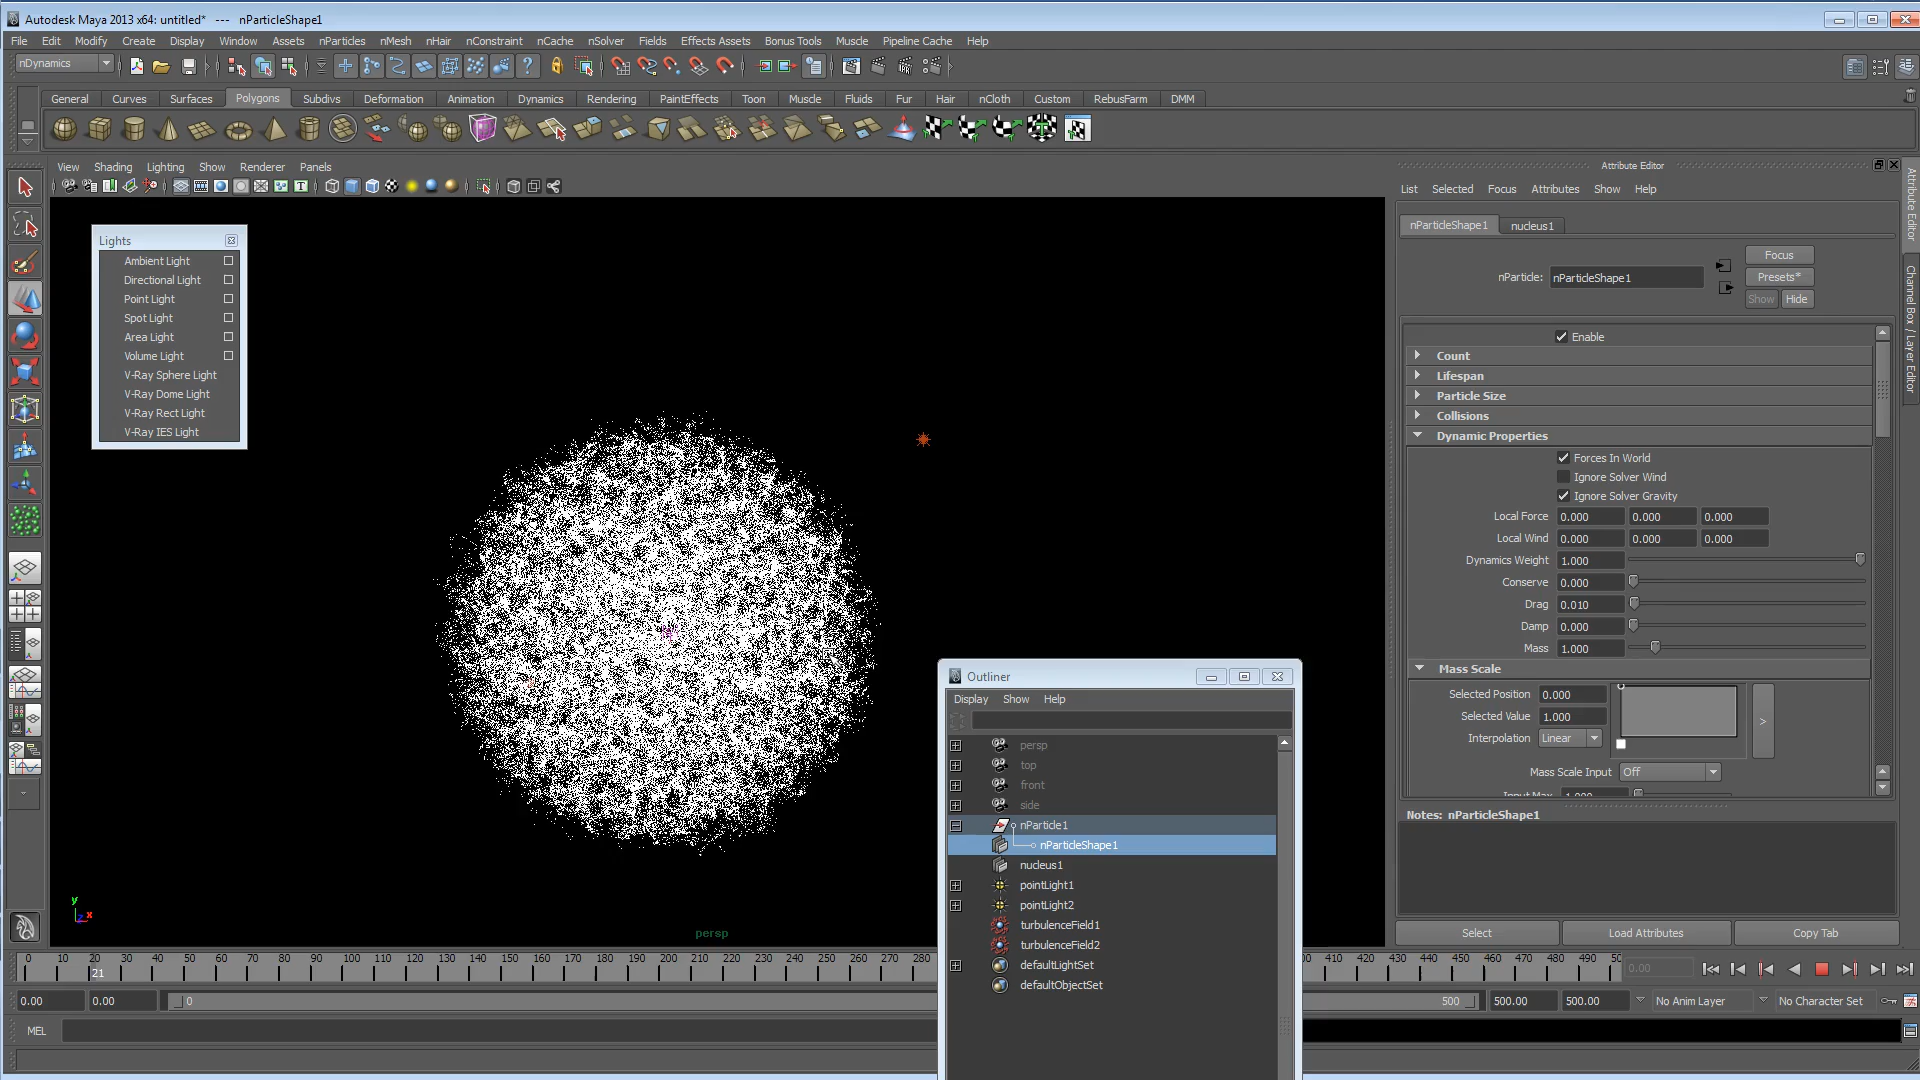 Autodesk Maya 2013 x64: untitled* --- nParticleShape1
File Edit Modify Create Display Window Assets nParticles nMesh nHair nConstraint nCache nSolver Fields Effects Assets Bonus Tools Muscle Pipeline Cache Help
nDynamics
General Curves Surfaces Polygons Subdivs Deformation Animation Dynamics Rendering PaintEffects Toon Muscle Fluids Fur Hair nCloth Custom RebusFarm DMM
View Shading Lighting Show Renderer Panels
Lights
Ambient Light
Directional Light
Point Light
Spot Light
Area Light
Volume Light
V-Ray Sphere Light
V-Ray Dome Light
V-Ray Rect Light
V-Ray IES Light
y
z x
persp
Outliner
Display Show Help
persp
top
front
side
nParticle1
nParticleShape1
nucleus1
pointLight1
pointLight2
turbulenceField1
turbulenceField2
defaultLightSet
defaultObjectSet
Attribute Editor
List Selected Focus Attributes Show Help
nParticleShape1 nucleus1
Focus
nParticle: nParticleShape1
Presets*
Show Hide
Enable
Count
Lifespan
Particle Size
Collisions
Dynamic Properties
Forces In World
Ignore Solver Wind
Ignore Solver Gravity
Local Force 0.000 0.000 0.000
Local Wind 0.000 0.000 0.000
Dynamics Weight 1.000
Conserve 0.000
Drag 0.010
Damp 0.000
Mass 1.000
Mass Scale
Selected Position 0.000
Selected Value 1.000
Interpolation Linear
>
Mass Scale Input Off
Input Max 1.000
Notes: nParticleShape1
Select Load Attributes Copy Tab
Attribute Editor
Channel Box / Layer Editor
0 10 20 30 40 50 60 70 80 90 100 110 120 130 140 150 160 170 180 190 200 210 220 230 240 250 260 270 280 410 420 430 440 450 460 470 480 490
21
0.00
0.00 0.00 0 500 500.00 500.00 No Anim Layer No Character Set
MEL